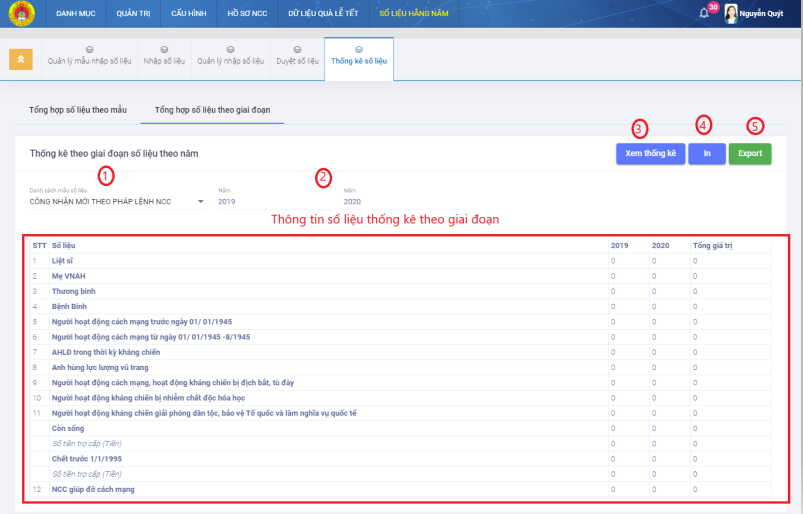 DANH MỤC QUẢN TRỊ CẤU HÌNH HỒ SƠ NCC DỮ LIỆU QUÀ LỄ TẾT SỐ LIỆU HẰNG NĂM 30 Nguyễn Quýt
Quản lý mẫu nhập số liệu Nhập số liệu Quản lý nhập số liệu Duyệt số liệu Thống kê số liệu
Tổng hợp số liệu theo mẫu Tổng hợp số liệu theo giai đoạn
3 4 5
Thống kê theo giai đoạn số liệu theo năm Xem thống kê In Export
1 2
Danh sách mẫu số liệu Năm Năm
CÔNG NHẬN MỚI THEO PHÁP LỆNH NCC 2019 2020
Thông tin số liệu thống kê theo giai đoạn
STT Số liệu 2019 2020 Tổng giá trị
1 Liệt sĩ 0 0 0
2 Mẹ VNAH 0 0 0
3 Thương binh 0 0 0
4 Bệnh Binh 0 0 0
5 Người hoạt động cách mạng trước ngày 01/ 01/1945 0 0 0
6 Người hoạt động cách mạng từ ngày 01/ 01/1945 -8/1945 0 0 0
7 AHLĐ trong thời kỳ kháng chiến 0 0 0
8 Anh hùng lực lượng vũ trang 0 0 0
9 Người hoạt động cách mạng, hoạt động kháng chiến bị địch bắt, tù đày 0 0 0
10 Người hoạt động kháng chiến bị nhiễm chất độc hóa học 0 0 0
11 Người hoạt động kháng chiến giải phóng dân tộc, bảo vệ Tổ quốc và làm nghĩa vụ quốc tế 0 0 0
Còn sống 0 0 0
Số tiền trợ cấp (Tiền) 0 0 0
Chết trước 1/1/1995 0 0 0
Số tiền trợ cấp (Tiền) 0 0 0
12 NCC giúp đỡ cách mạng 0 0 0